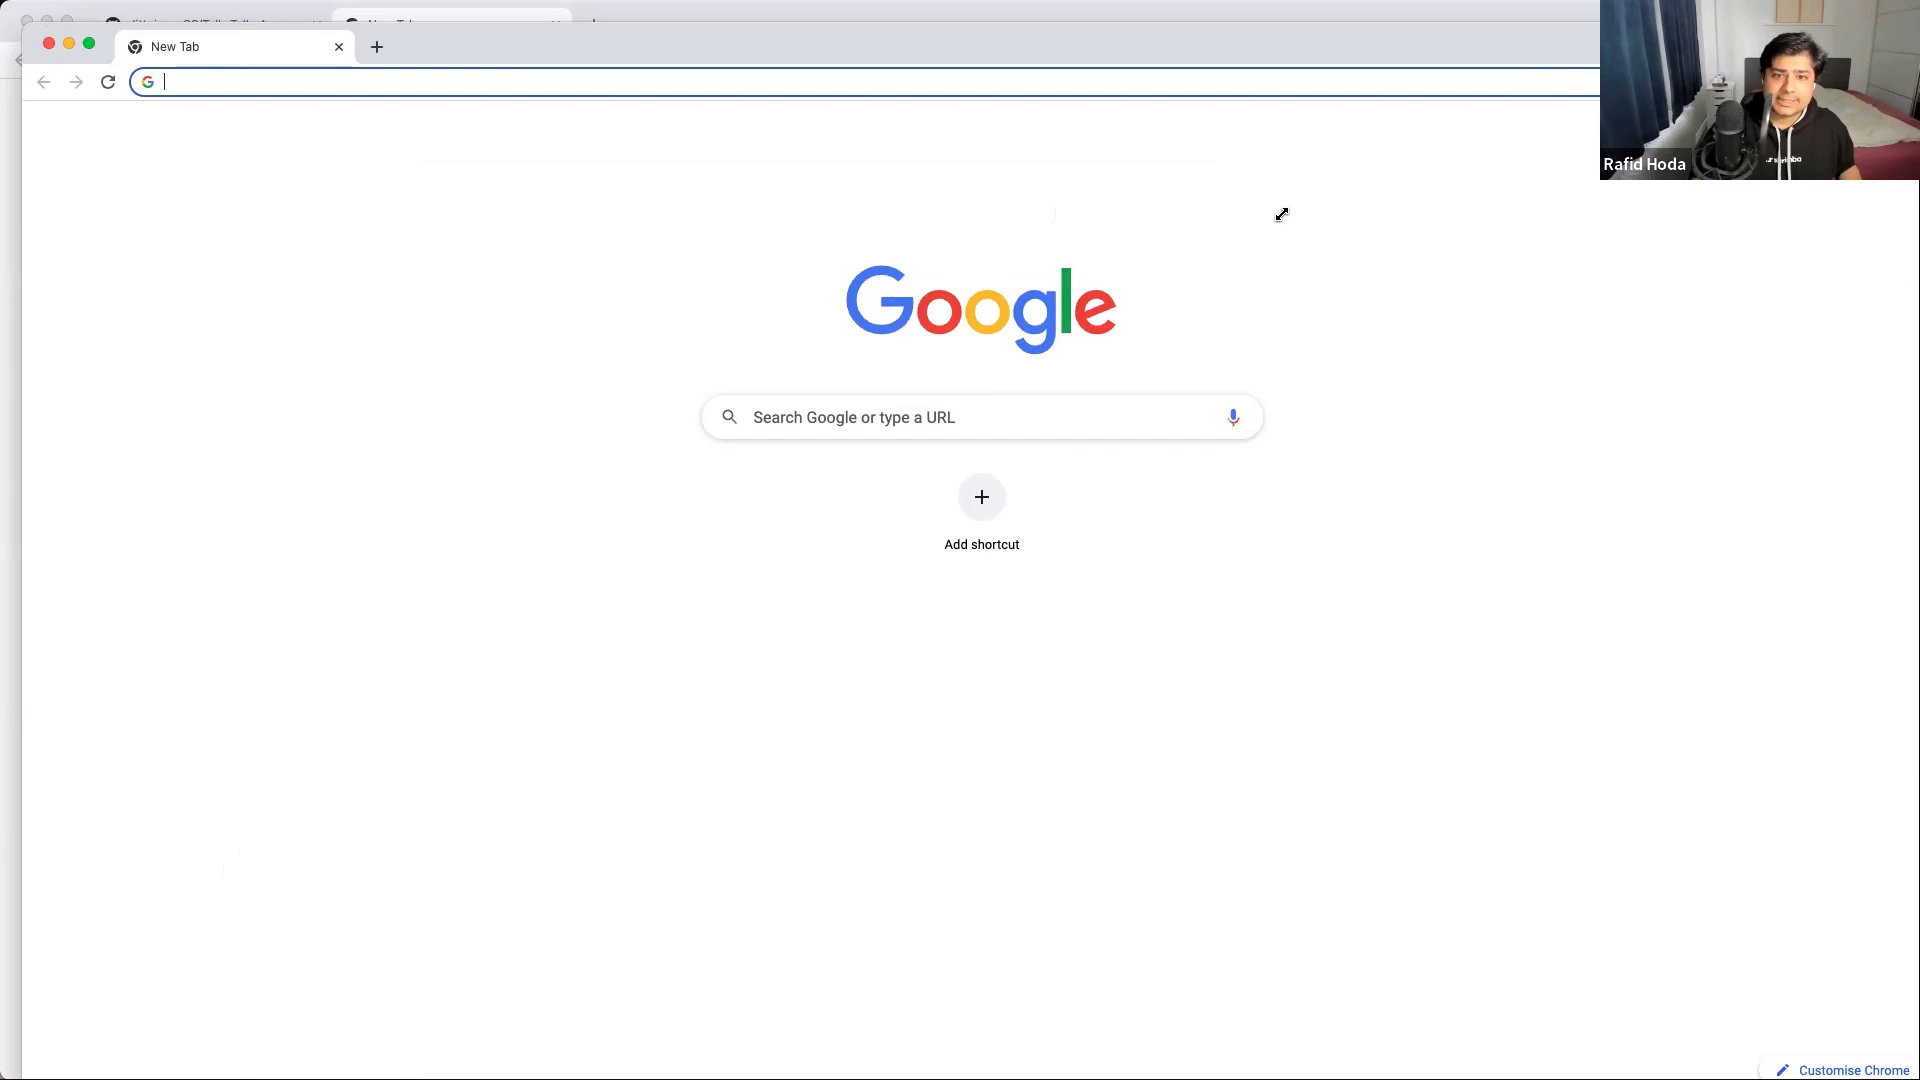 New Tab
Rafid Hoda
Google
Search Google or type a URL
Add shortcut
Customise Chrome